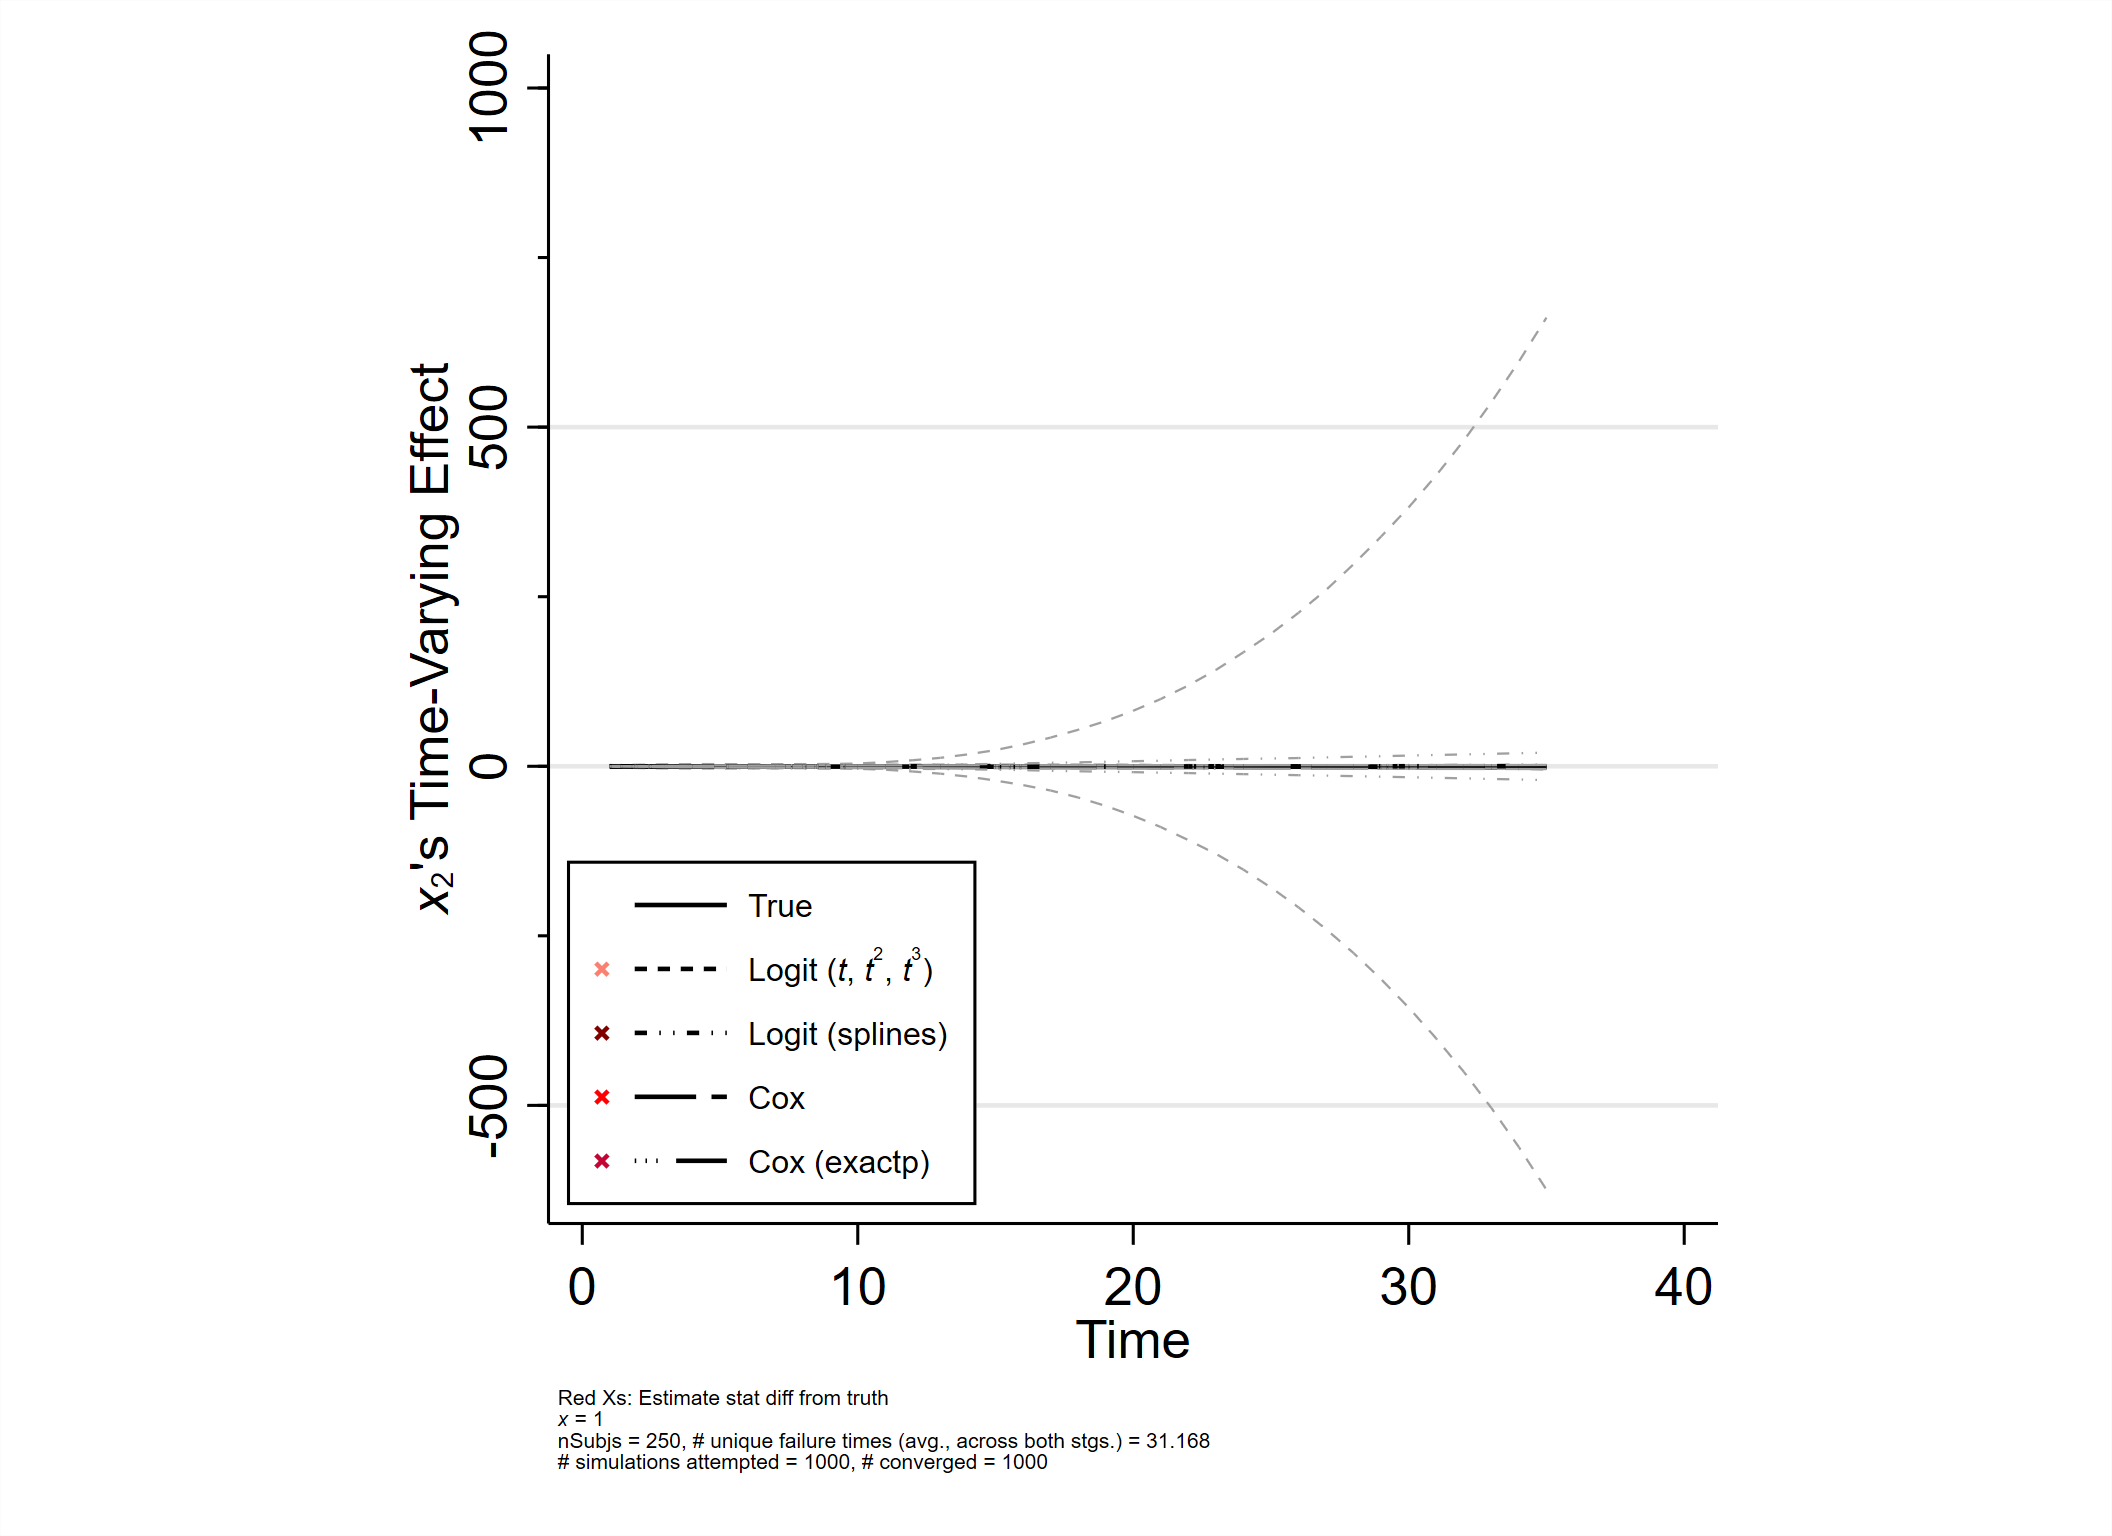 1000
500
0
-500
x₂'s Time-Varying Effect
True
Logit (t, t², t³)
Logit (splines)
Cox
Cox (exactp)
0 10 20 30 40
Time
Red Xs: Estimate stat diff from truth
x = 1
nSubjs = 250, # unique failure times (avg., across both stgs.) = 31.168
# simulations attempted = 1000, # converged = 1000